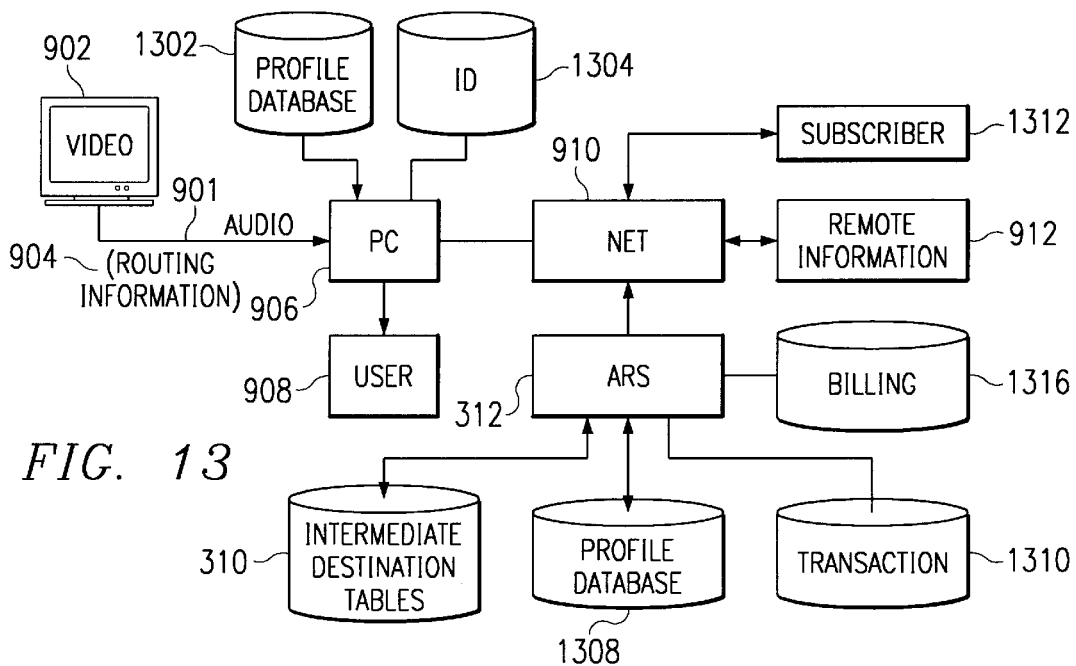 902
VIDEO
1302
PROFILE
DATABASE
ID
1304
SUBSCRIBER
1312
901
AUDIO
904
(ROUTING
INFORMATION)
PC
906
910
NET
REMOTE
INFORMATION
912
USER
908
ARS
312
BILLING
1316
FIG. 13
310
INTERMEDIATE
DESTINATION
TABLES
PROFILE
DATABASE
1308
TRANSACTION
1310